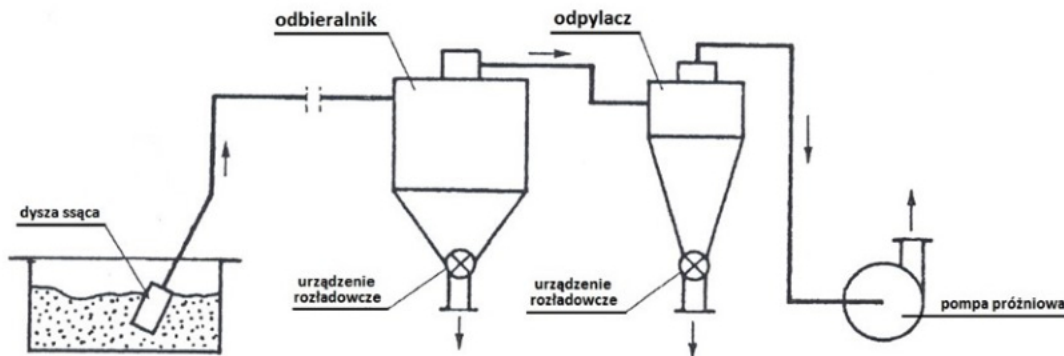 odbieralnik
odpylacz
dysza ssąca
urządzenie
rozładowcze
urządzenie
rozładowcze
pompa próżniowa